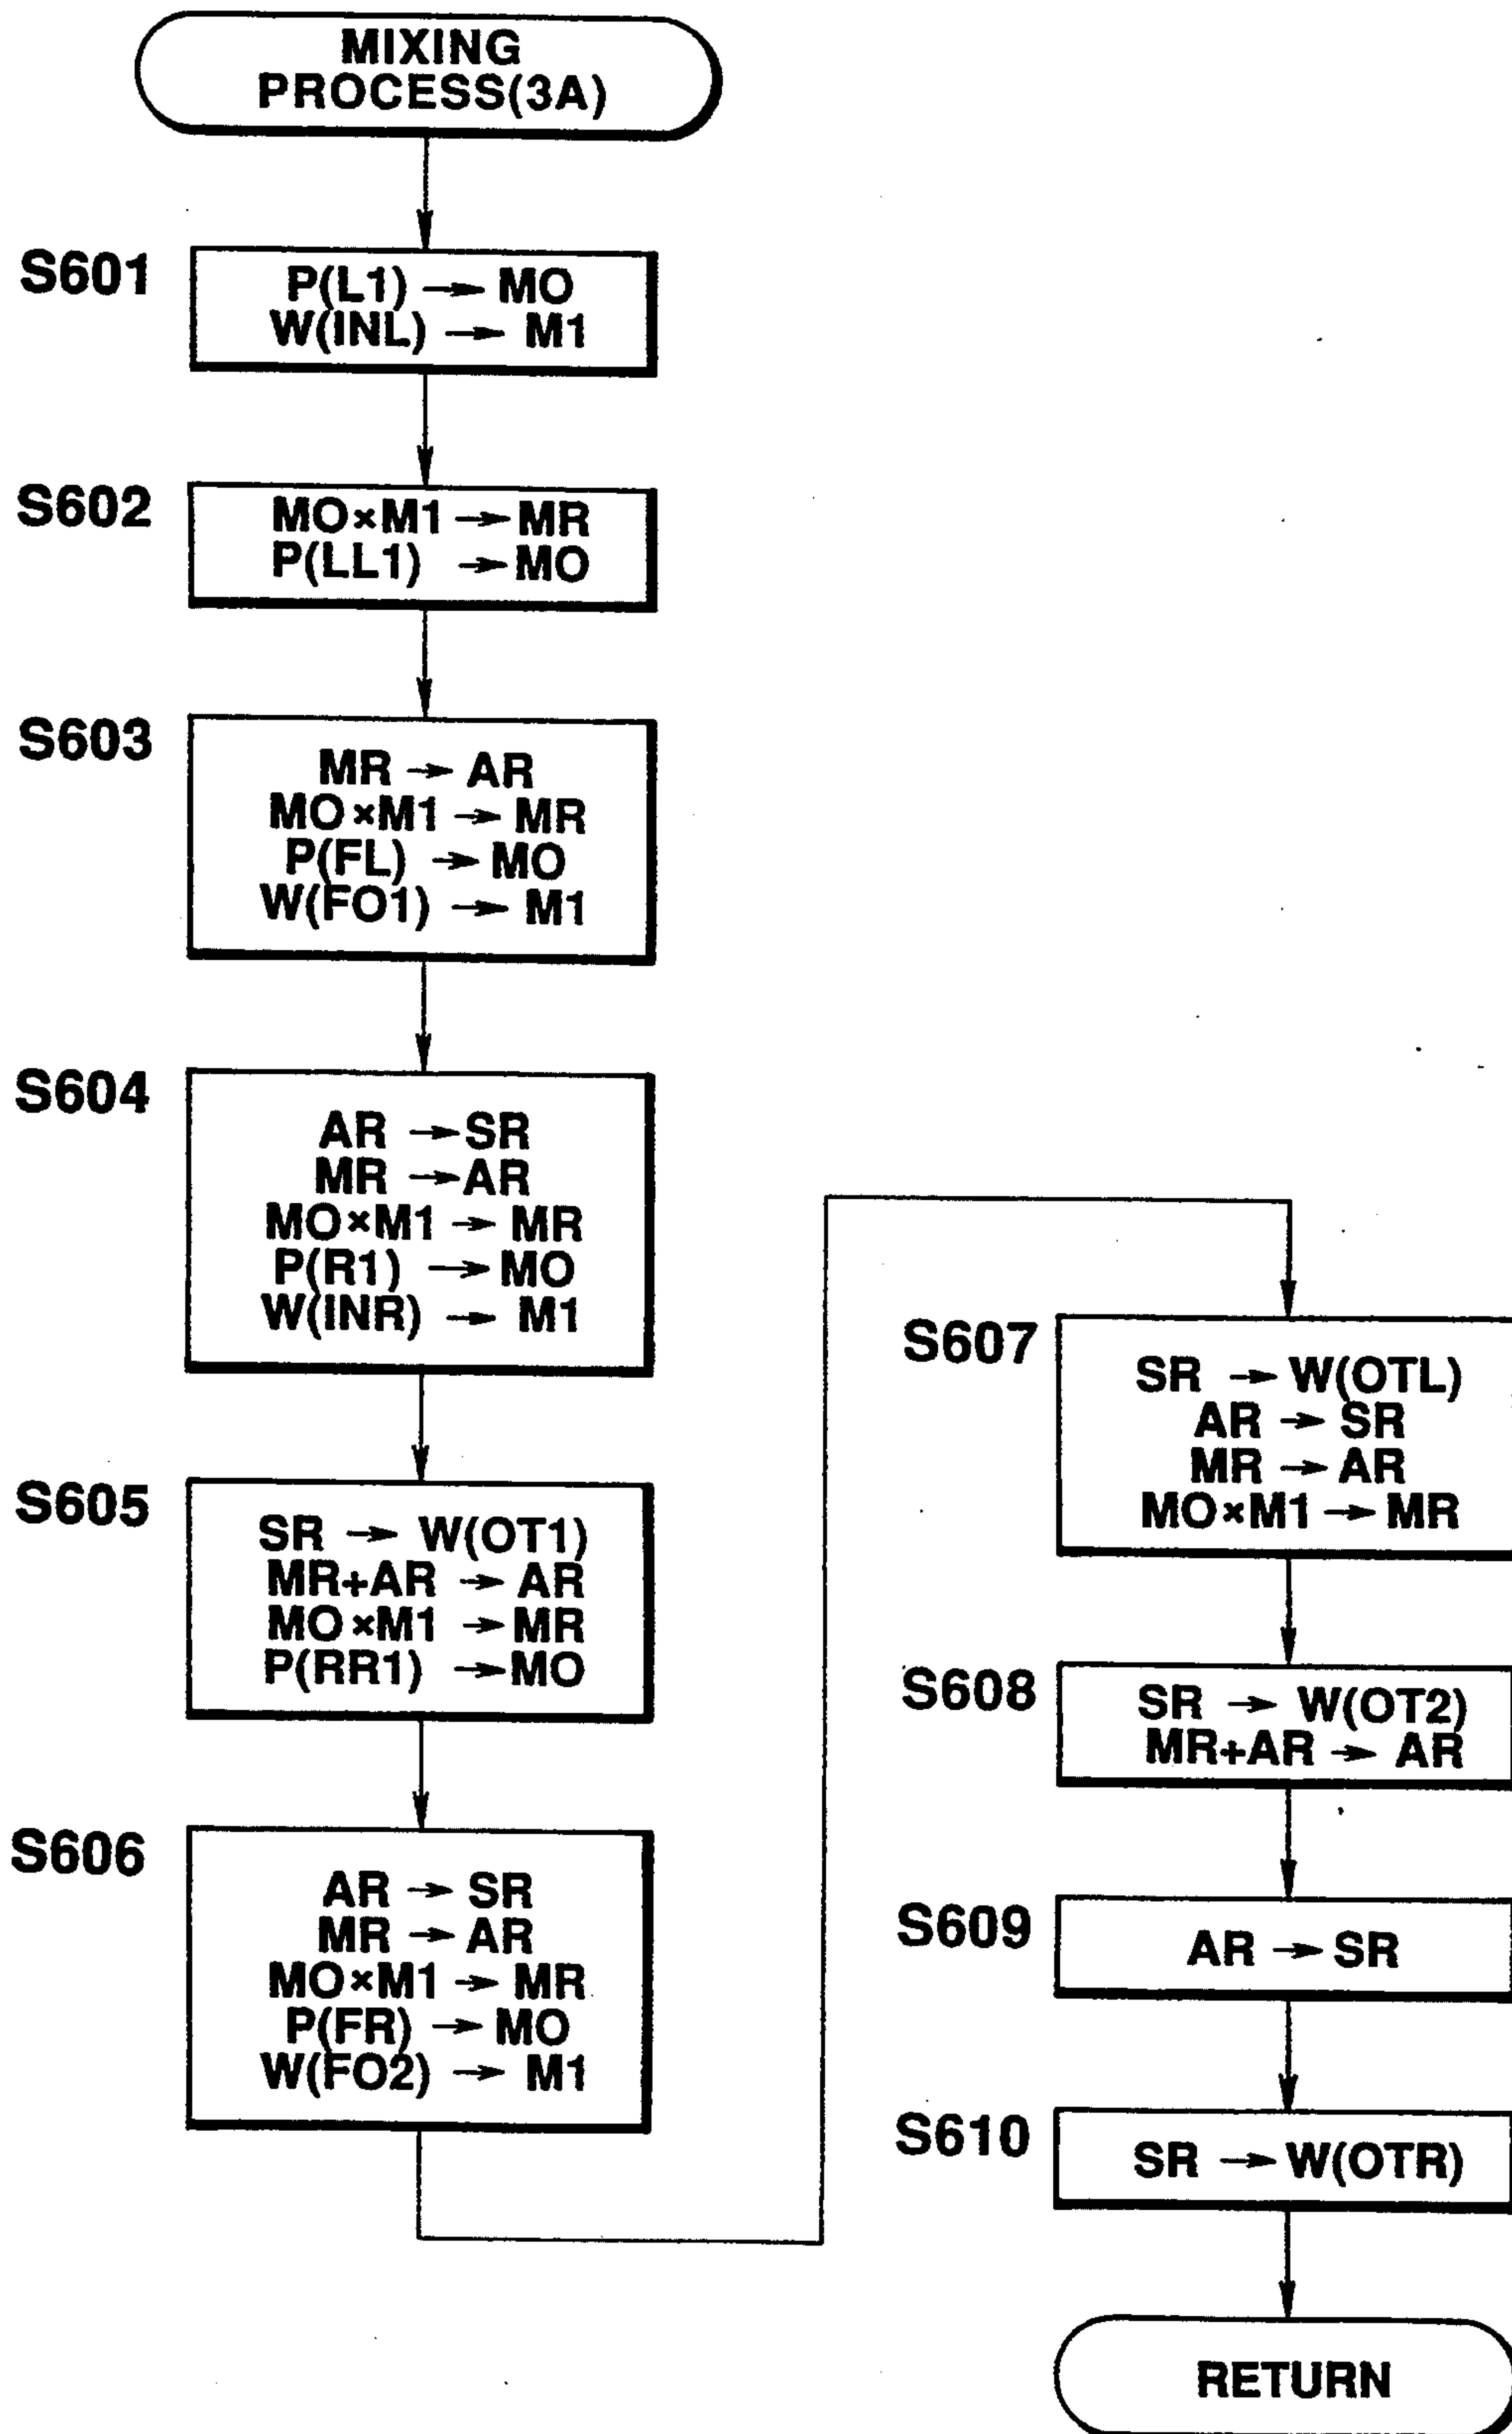 MIXING
PROCESS(3A)
S601
P(L1) → MO
W(INL) → M1
S602
MO×M1 → MR
P(LL1) → MO
S603
MR → AR
MO×M1 → MR
P(FL) → MO
W(FO1) → M1
S604
AR → SR
MR → AR
MO×M1 → MR
P(R1) → MO
W(INR) → M1
S605
SR → W(OT1)
MR+AR → AR
MO×M1 → MR
P(RR1) → MO
S606
AR → SR
MR → AR
MO×M1 → MR
P(FR) → MO
W(FO2) → M1
S607
SR → W(OTL)
AR → SR
MR → AR
MO×M1 → MR
S608
SR → W(OT2)
MR+AR → AR
S609
AR → SR
S610
SR → W(OTR)
RETURN